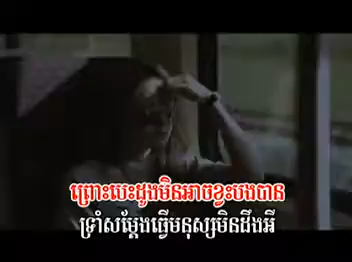 ព្រោះបេះដូងមិនអាចខ្វះបងបាន
ទ្រាំសម្ដែងធ្វើមនុស្សមិនដឹងអី